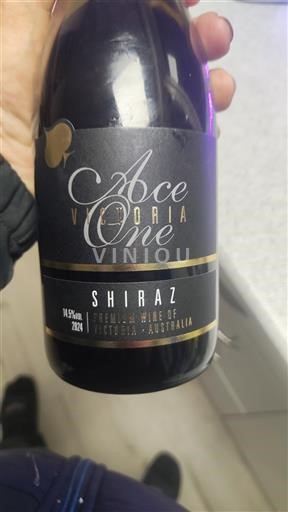 Ace
VICTORIA
One
VINIOU
SHIRAZ
14,5%VOL
2024
PREMIUM WINE OF
VICTORIA · AUSTRALIA